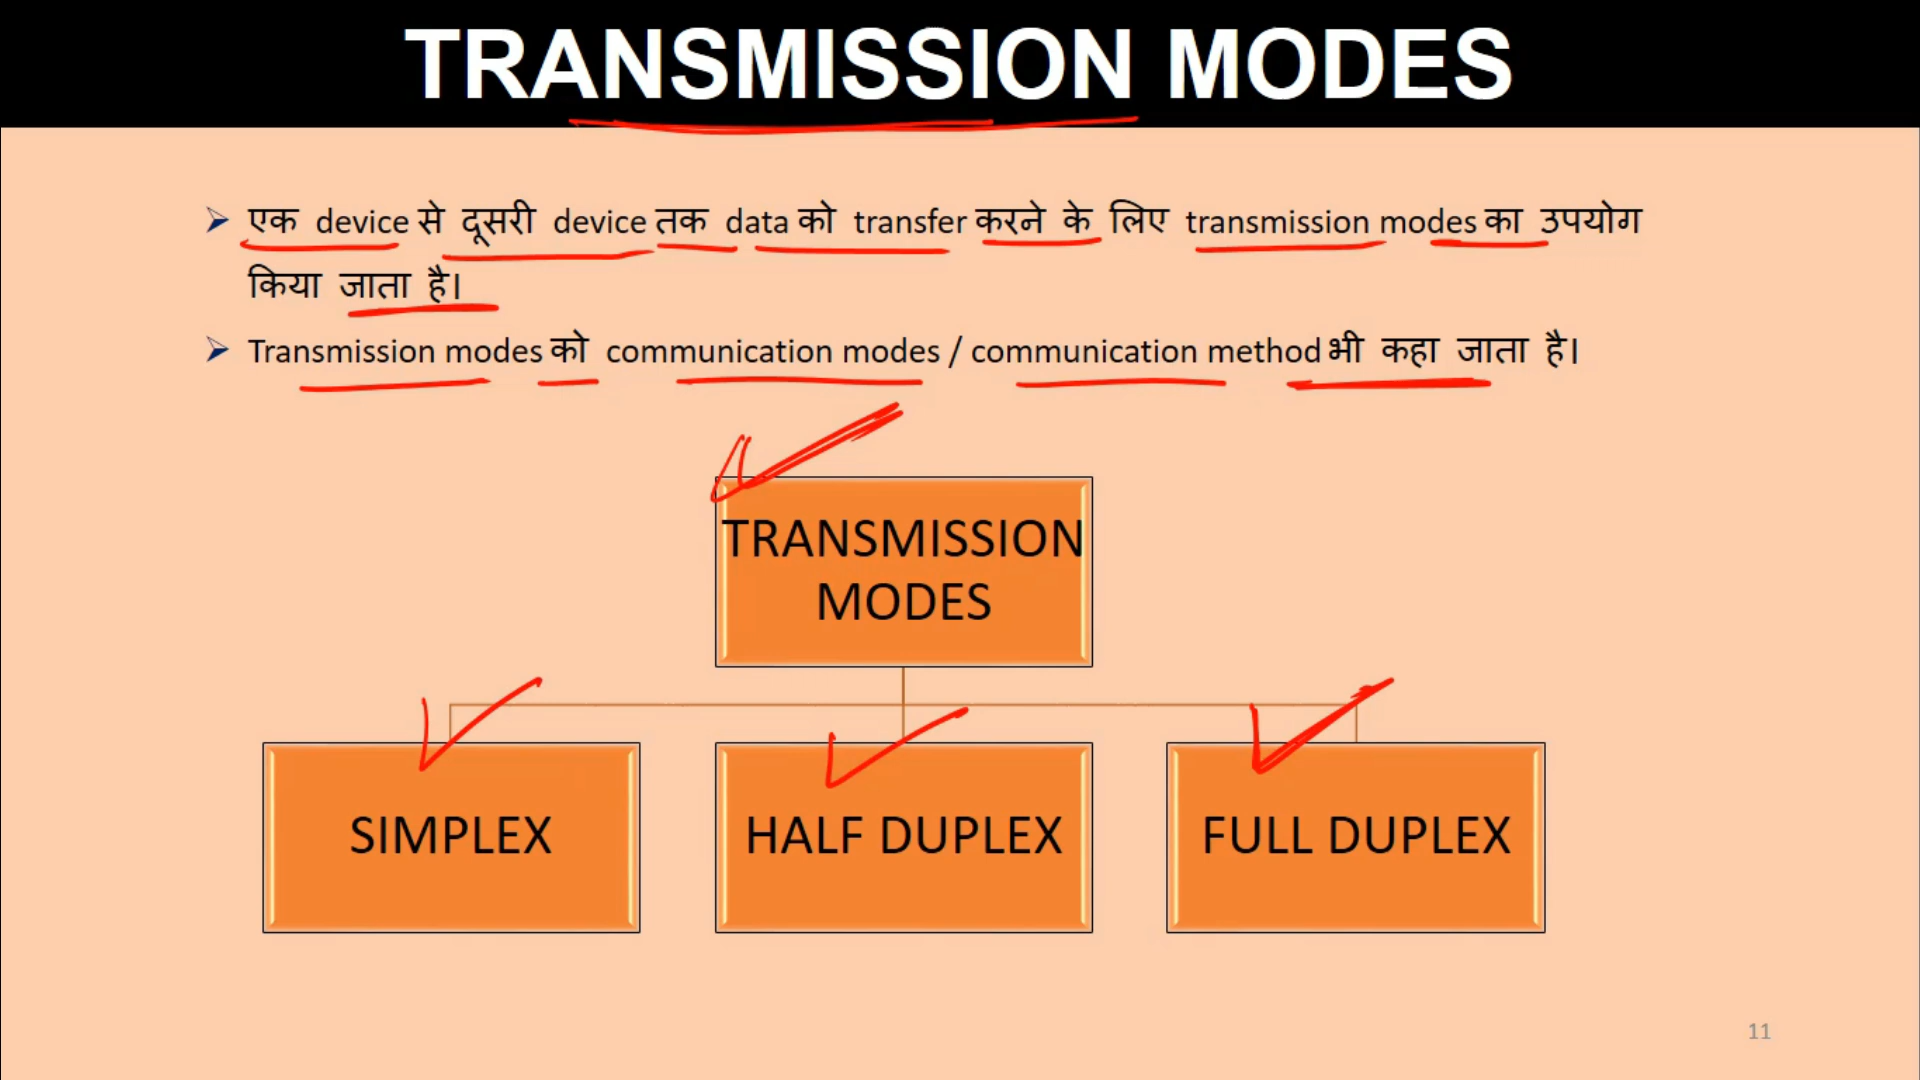 TRANSMISSION MODES
एक device से दूसरी device तक data को transfer करने के लिए transmission modes का उपयोग
किया जाता है।
Transmission modes को communication modes / communication method भी कहा जाता है।
TRANSMISSION
MODES
SIMPLEX
HALF DUPLEX
FULL DUPLEX
11